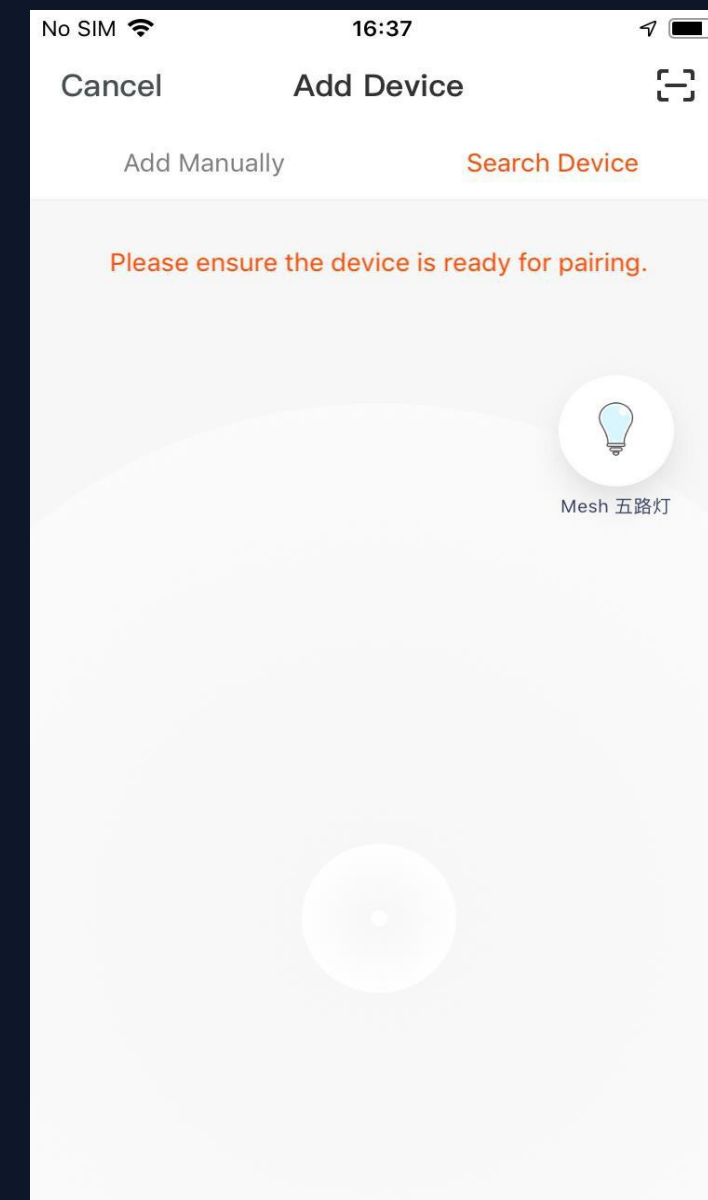 No SIM 16:37
Cancel Add Device
Add Manually Search Device
Please ensure the device is ready for pairing.
Mesh 五路灯